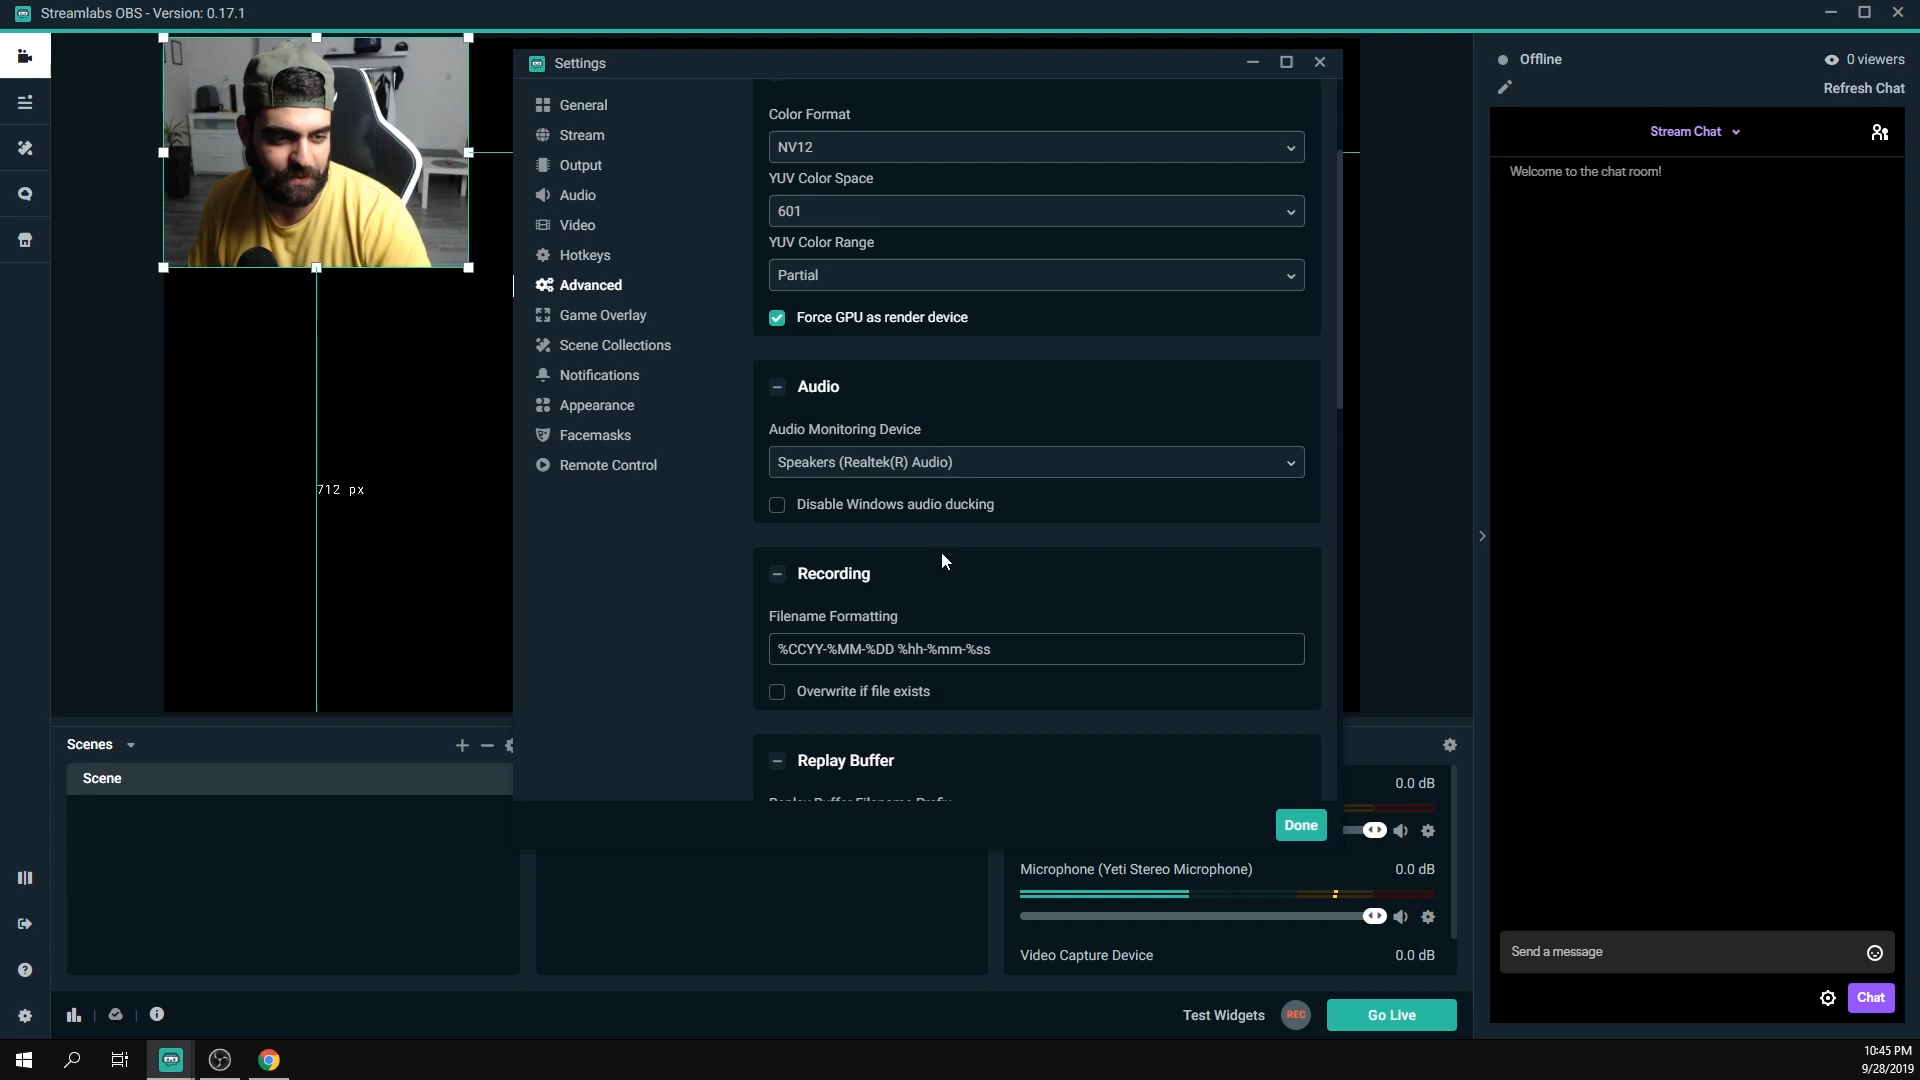 Streamlabs OBS - Version: 0.17.1
Settings
General
Stream
Output
Audio
Video
Hotkeys
Advanced
Game Overlay
Scene Collections
Notifications
Appearance
Facemasks
Remote Control
Color Format
NV12
YUV Color Space
601
YUV Color Range
Partial
Force GPU as render device
Audio
Audio Monitoring Device
Speakers (Realtek(R) Audio)
Disable Windows audio ducking
Recording
Filename Formatting
%CCYY-%MM-%DD %hh-%mm-%ss
Overwrite if file exists
Replay Buffer
Replay Buffer Filename Prefix
Done
712 px
Offline
0 viewers
Refresh Chat
Stream Chat
Welcome to the chat room!
Send a message
Chat
Scenes
Scene
0.0 dB
Microphone (Yeti Stereo Microphone) 0.0 dB
Video Capture Device 0.0 dB
Test Widgets
REC
Go Live
10:45 PM
9/28/2019